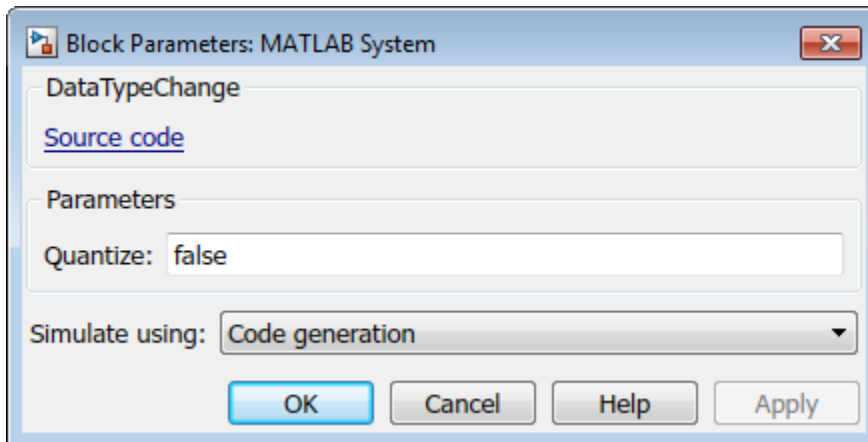 Block Parameters: MATLAB System
DataTypeChange
Source code
Parameters
Quantize: false
Simulate using: Code generation
OK Cancel Help Apply